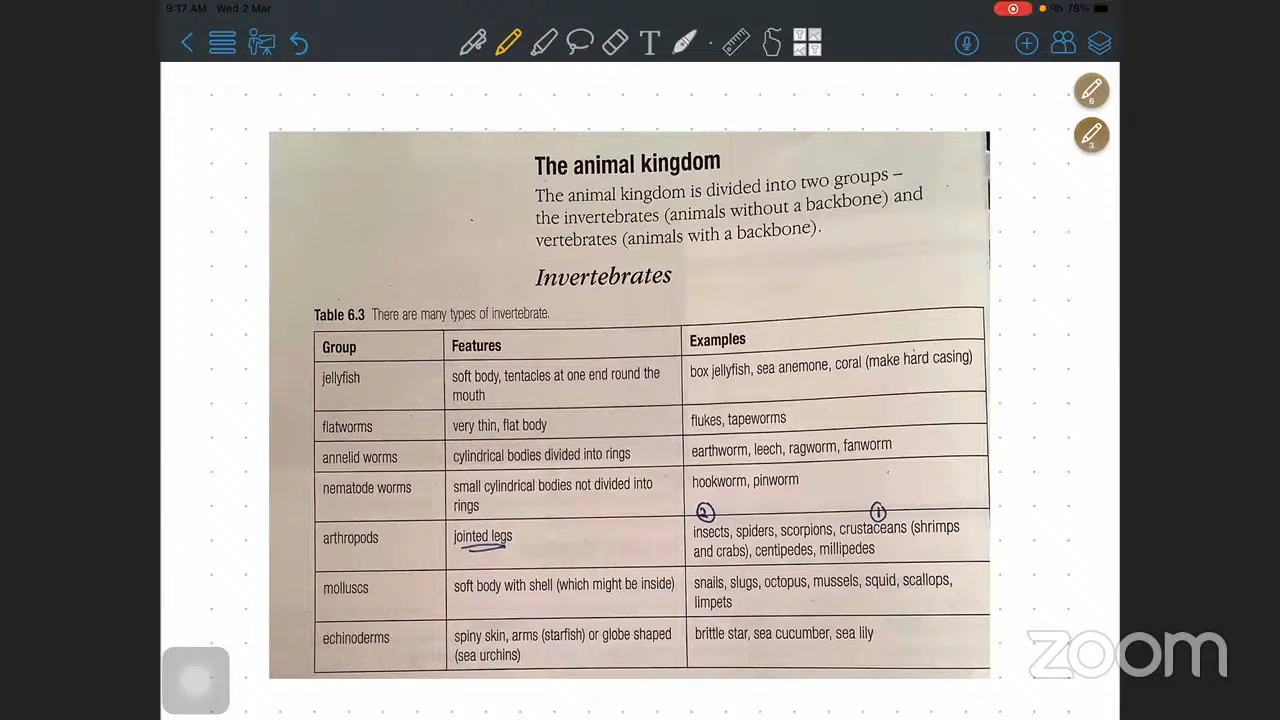 9:17 AM Wed 2 Mar
78%
6
3
The animal kingdom
The animal kingdom is divided into two groups –
the invertebrates (animals without a backbone) and
vertebrates (animals with a backbone).
Invertebrates
Table 6.3 There are many types of invertebrate.
Group Features Examples
jellyfish soft body, tentacles at one end round the box jellyfish, sea anemone, coral (make hard casing)
mouth
flatworms very thin, flat body flukes, tapeworms
annelid worms cylindrical bodies divided into rings earthworm, leech, ragworm, fanworm
nematode worms small cylindrical bodies not divided into hookworm, pinworm
rings
2 1
arthropods jointed legs insects, spiders, scorpions, crustaceans (shrimps
and crabs), centipedes, millipedes
molluscs soft body with shell (which might be inside) snails, slugs, octopus, mussels, squid, scallops,
limpets
echinoderms spiny skin, arms (starfish) or globe shaped brittle star, sea cucumber, sea lily
(sea urchins)
zoom